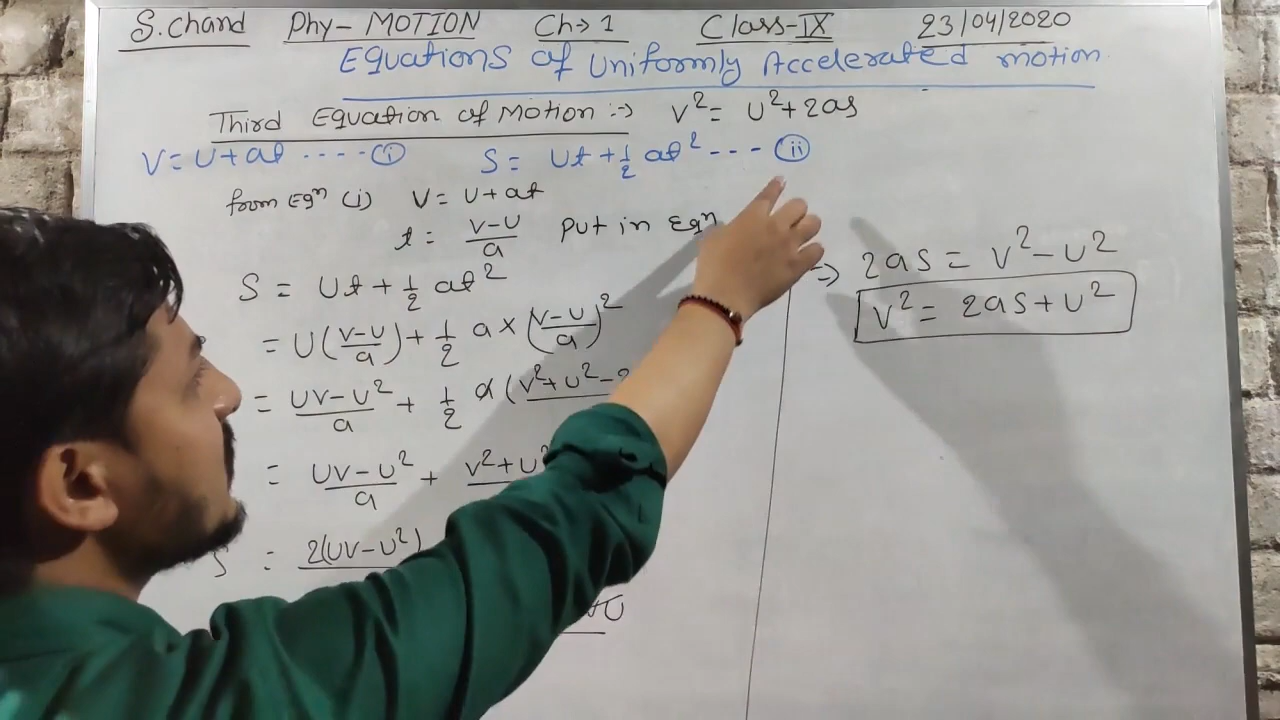 S.Chand Phy- MOTION Ch→1 Class-IX 23/04/2020
Equations of Uniformly Accelerated motion
Third Equation of Motion :→ v² = u²+2as
v = u+at ---- (i) S = ut + 1/2 at² --- (ii)
from Eqⁿ (i) v = u+at
t = (v-u)/a put in Eqⁿ
S = ut + 1/2 at²
= u((v-u)/a) + 1/2 a × ((v-u)/a)²
= (uv-u²)/a + 1/2 a (v²+u²-2
= (uv-u²)/a + v²+u²
S = 2(uv-u²)
⇒ 2as = v²-u²
v² = 2as+u²